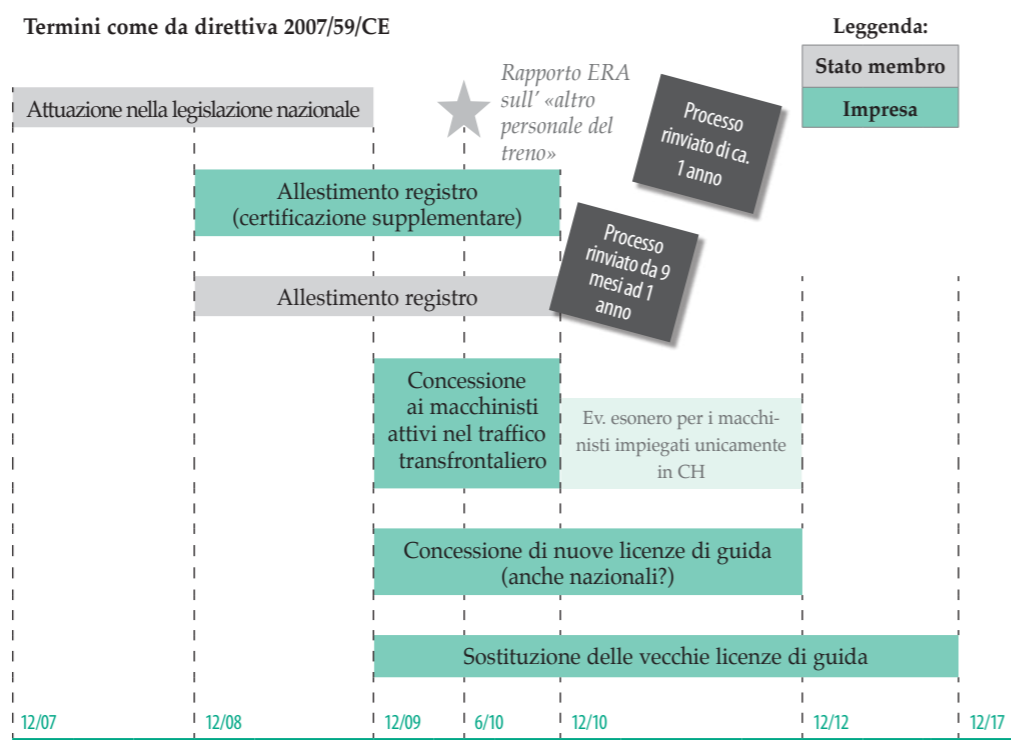 Termini come da direttiva 2007/59/CE
Leggenda:
Stato membro
Impresa
Attuazione nella legislazione nazionale
Rapporto ERA
sull' «altro
personale del
treno»
Processo
rinviato di ca.
1 anno
Allestimento registro
(certificazione supplementare)
Processo
rinviato da 9
mesi ad 1
anno
Allestimento registro
Concessione
ai macchinisti
attivi nel traffico
transfrontaliero
Ev. esonero per i macchi-
nisti impiegati unicamente
in CH
Concessione di nuove licenze di guida
(anche nazionali?)
Sostituzione delle vecchie licenze di guida
12/07 12/08 12/09 6/10 12/10 12/12 12/17